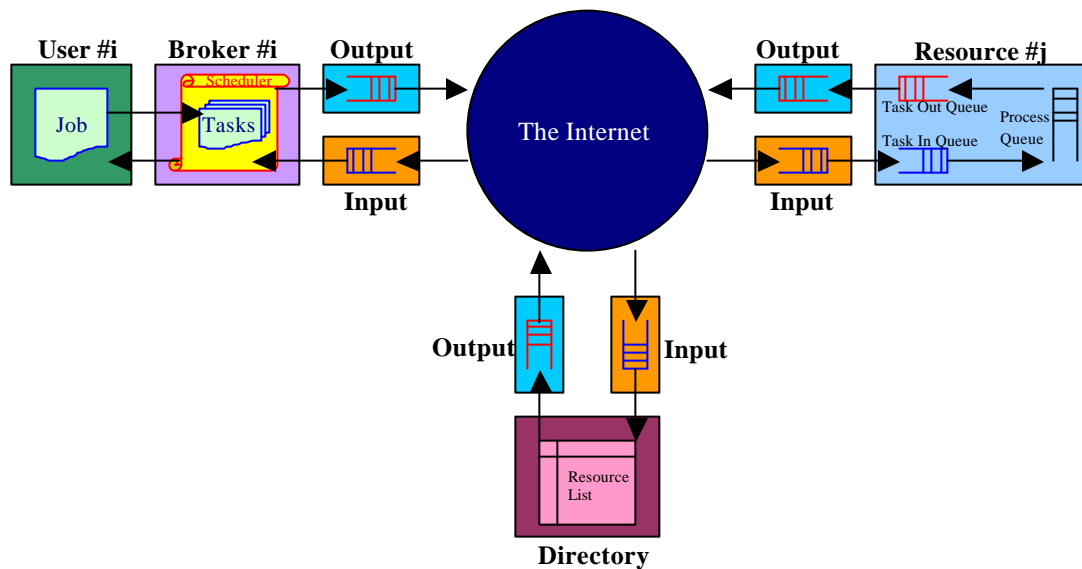 User #i
Broker #i
Output
Output
Resource #j
Scheduler
Job
Tasks
The Internet
Task Out Queue
Process
Queue
Task In Queue
Input
Input
Output
Input
Resource
List
Directory